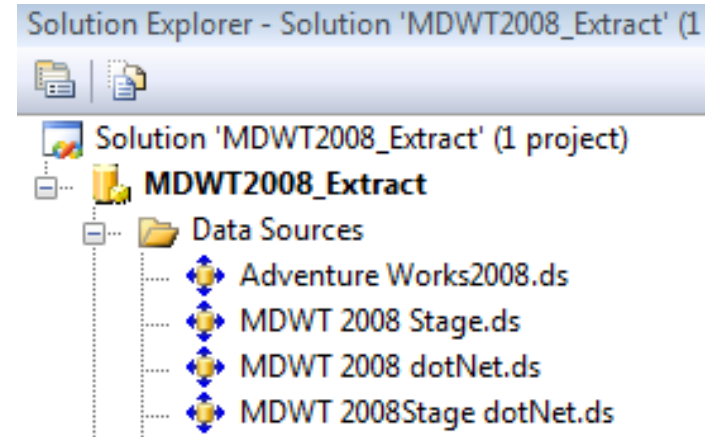 Solution Explorer - Solution 'MDWT2008_Extract' (1
Solution 'MDWT2008_Extract' (1 project)
MDWT2008_Extract
Data Sources
Adventure Works2008.ds
MDWT 2008 Stage.ds
MDWT 2008 dotNet.ds
MDWT 2008Stage dotNet.ds